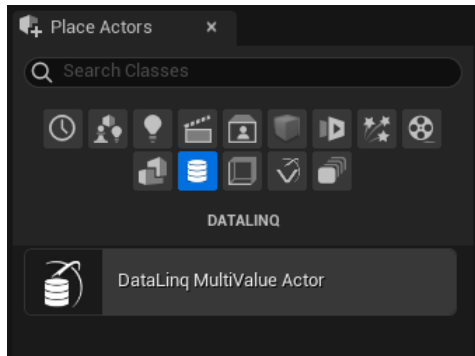 Place Actors
Search Classes
DATALINQ
DataLinq MultiValue Actor